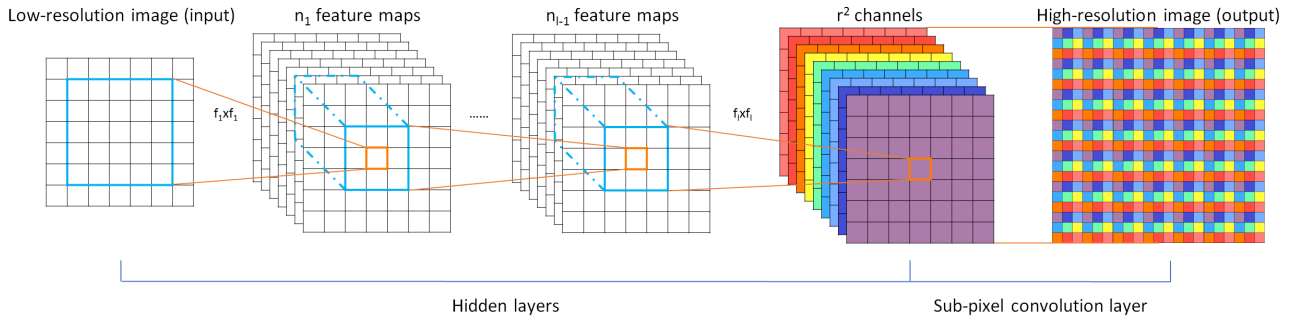 Low-resolution image (input)
n₁ feature maps
nₗ₋₁ feature maps
r² channels
High-resolution image (output)
f₁xf₁
......
fₗxfₗ
Hidden layers
Sub-pixel convolution layer